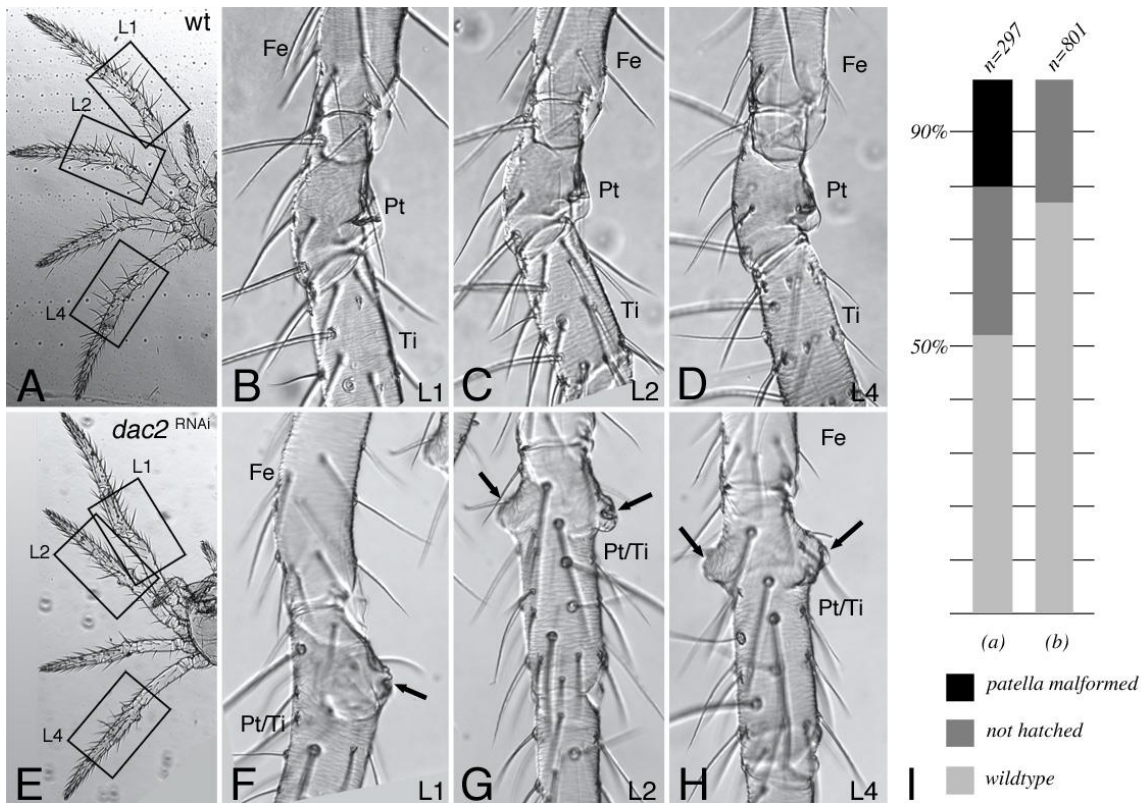 wt
L1
L2
L4
A
Fe
Pt
Ti
B
L1
Fe
Pt
Ti
C
L2
Fe
Pt
Ti
D
L4
dac2 RNAi
L1
L2
L4
E
Fe
Pt/Ti
F
L1
Pt/Ti
G
L2
Fe
Pt/Ti
H
L4
n=297
n=801
90%
50%
(a)
(b)
patella malformed
not hatched
wildtype
I